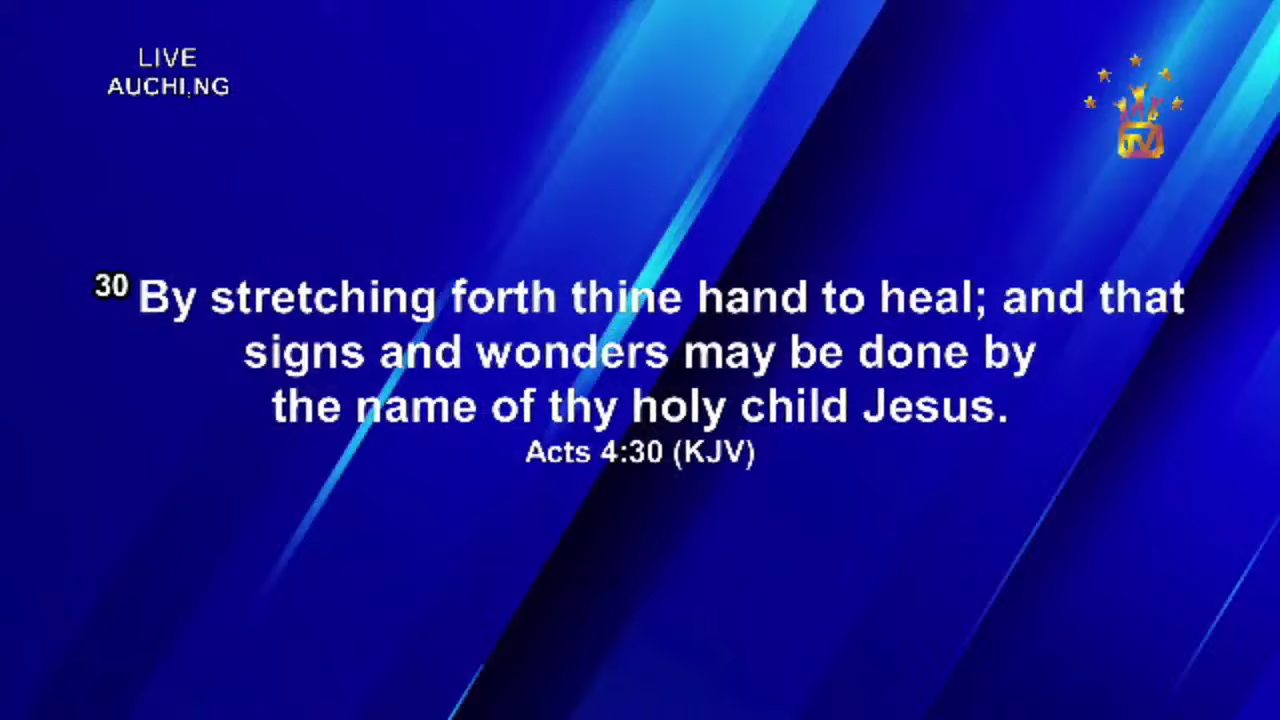 LIVE
AUCHI,NG
TV
30 By stretching forth thine hand to heal; and that
signs and wonders may be done by
the name of thy holy child Jesus.
Acts 4:30 (KJV)